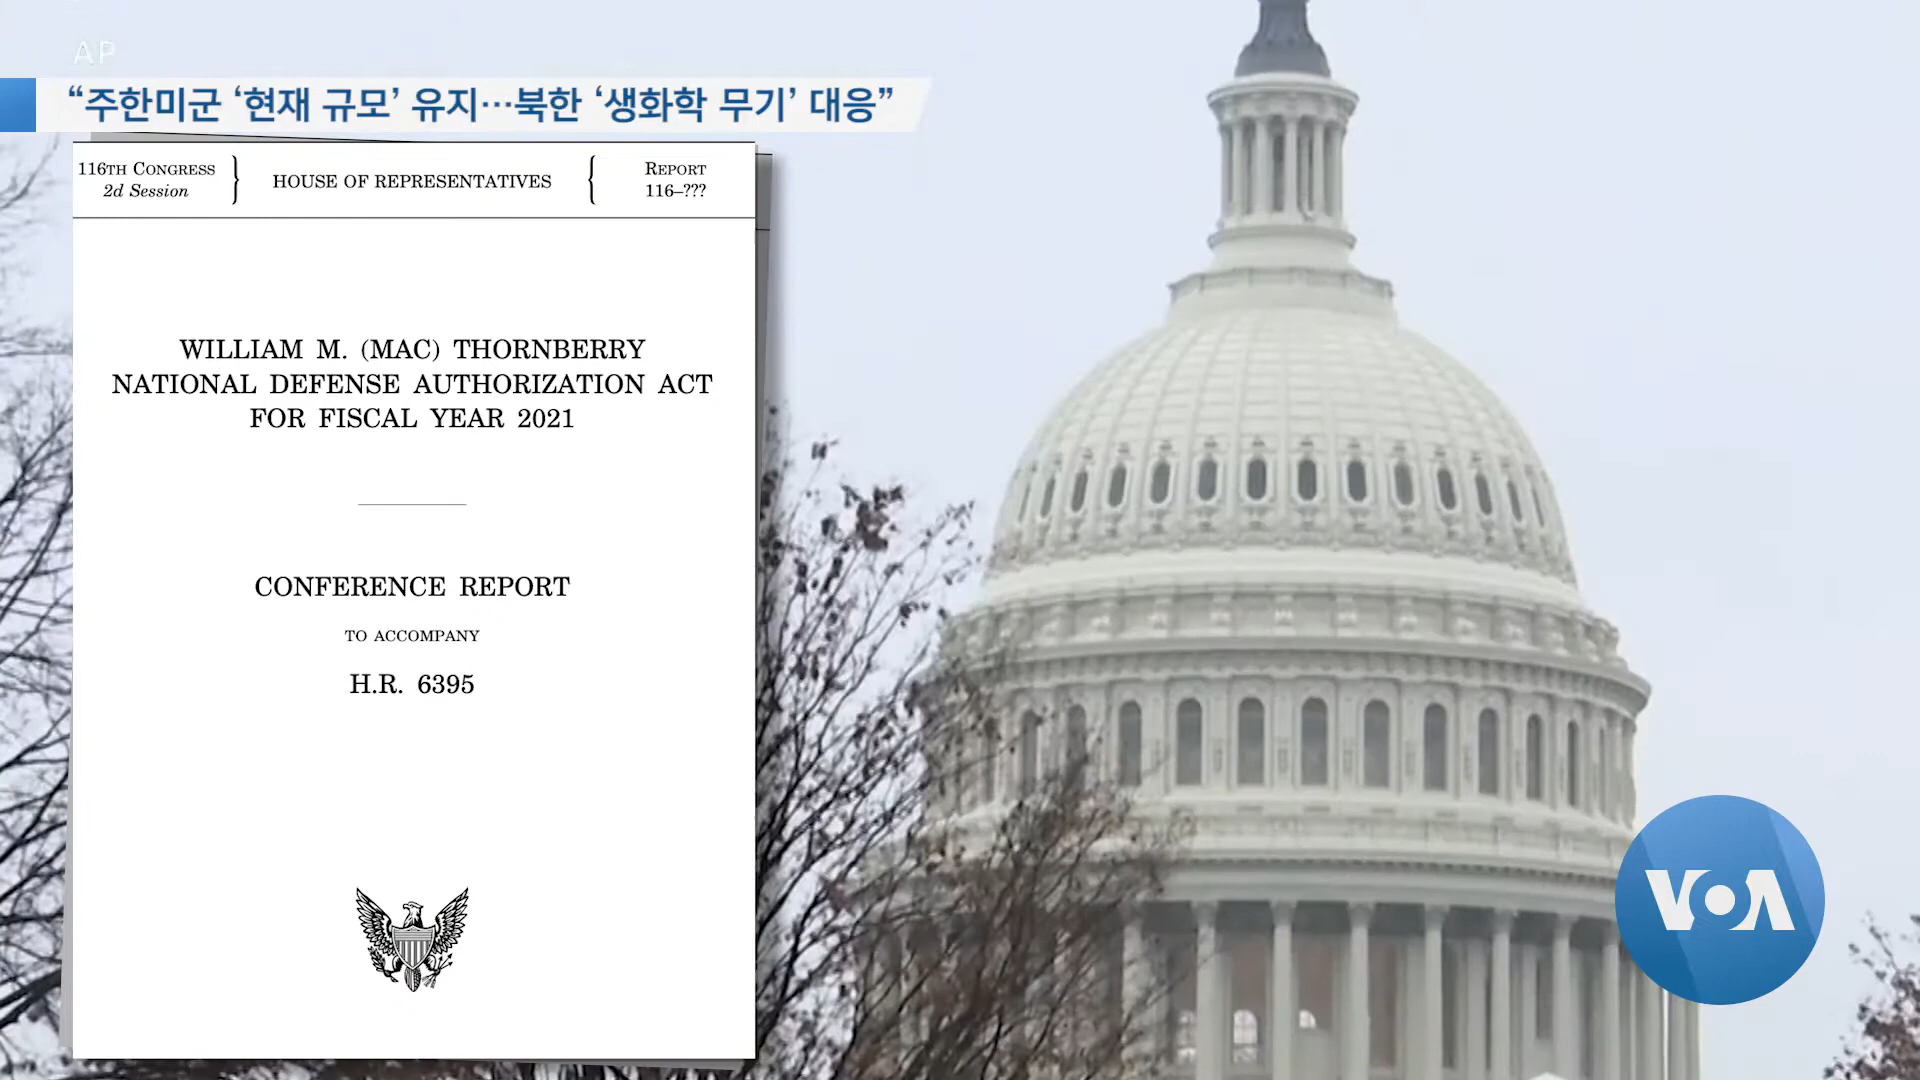 AP
“주한미군 ‘현재 규모’ 유지…북한 ‘생화학 무기’ 대응”
116TH CONGRESS
2d Session
HOUSE OF REPRESENTATIVES
REPORT
116–???
WILLIAM M. (MAC) THORNBERRY
NATIONAL DEFENSE AUTHORIZATION ACT
FOR FISCAL YEAR 2021
CONFERENCE REPORT
TO ACCOMPANY
H.R. 6395
VOA